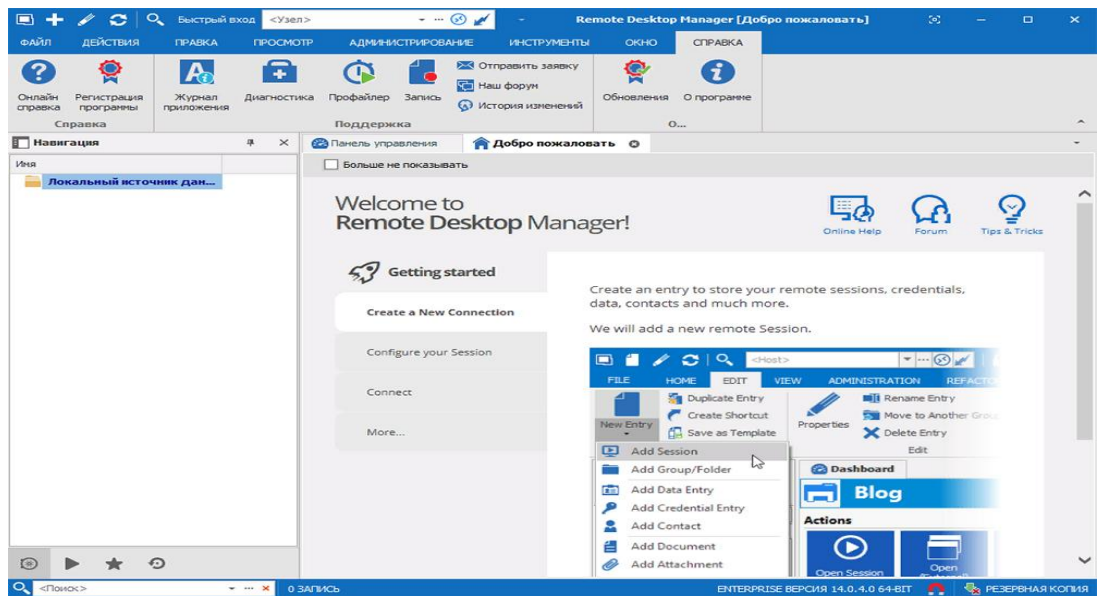 Быстрый вход <Узел> Remote Desktop Manager [Добро пожаловать]
ФАЙЛ ДЕЙСТВИЯ ПРАВКА ПРОСМОТР АДМИНИСТРИРОВАНИЕ ИНСТРУМЕНТЫ ОКНО СПРАВКА
Онлайн справка
Регистрация программы
Журнал приложения
Диагностика
Профайлер
Запись
Отправить заявку
Наш форум
История изменений
Обновления
О программе
Справка Поддержка О...
Навигация
Панель управления Добро пожаловать
Имя
Больше не показывать
Локальный источник дан...
Welcome to
Remote Desktop Manager!
Online Help Forum Tips & Tricks
Getting started
Create a New Connection
Configure your Session
Connect
More...
Create an entry to store your remote sessions, credentials,
data, contacts and much more.
We will add a new remote Session.
<Host>
FILE HOME EDIT VIEW ADMINISTRATION
New Entry
Duplicate Entry
Create Shortcut
Save as Template
Properties
Rename Entry
Move to Another
Delete Entry
Edit
Add Session
Add Group/Folder
Add Data Entry
Add Credential Entry
Add Contact
Add Document
Add Attachment
Dashboard
Blog
Actions
Open Session
Open
<Поиск> 0 ЗАПИСЬ ENTERPRISE ВЕРСИЯ 14.0.4.0 64-BIT РЕЗЕРВНАЯ КОПИЯ